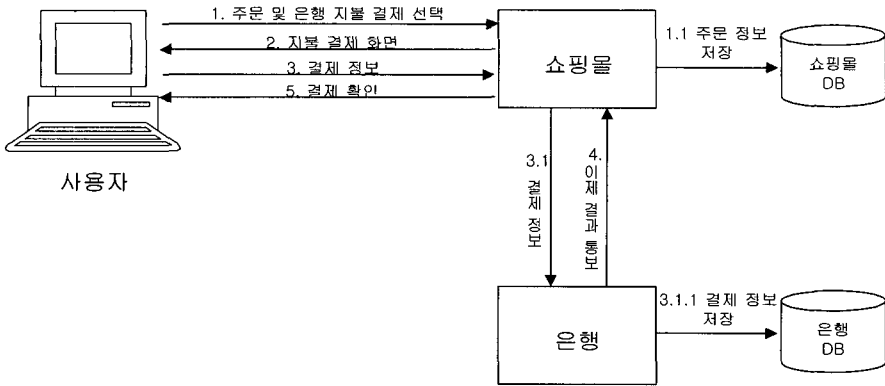 1. 주문 및 은행 지불 결제 선택
2. 지불 결제 화면
3. 결제 정보
5. 결제 확인
사용자
쇼핑몰
1.1 주문 정보
저장
쇼핑몰
DB
3.1
결제 정보
4.
이체 결과 통보
은행
3.1.1 결제 정보
저장
은행
DB